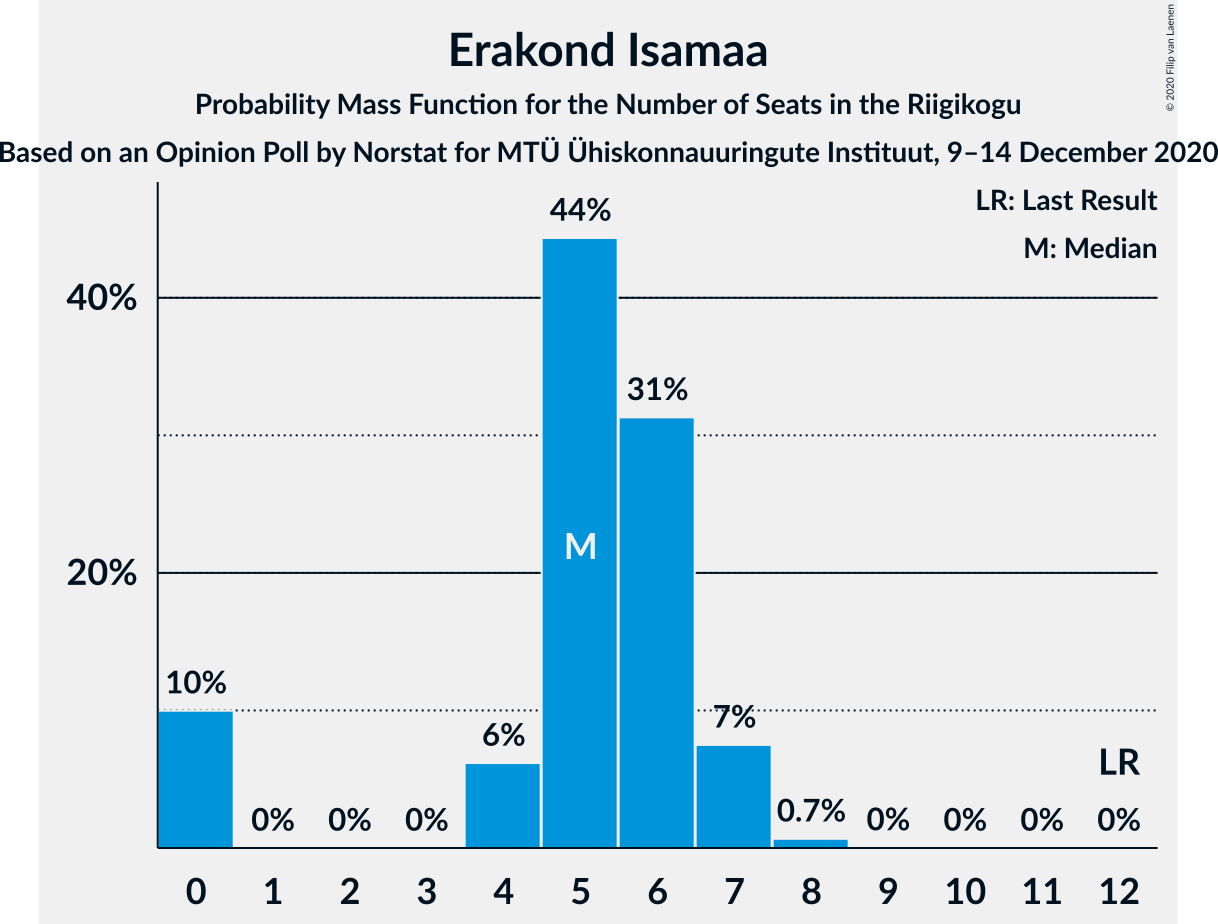 Erakond Isamaa
Probability Mass Function for the Number of Seats in the Riigikogu
Based on an Opinion Poll by Norstat for MTÜ Ühiskonnauuringute Instituut, 9–14 December 2020
© 2020 Filip van Laenen
LR: Last Result
M: Median
44%
40%
31%
M
20%
10%
7%
6%
LR
0.7%
0% 0% 0% 0% 0% 0% 0%
0 1 2 3 4 5 6 7 8 9 10 11 12